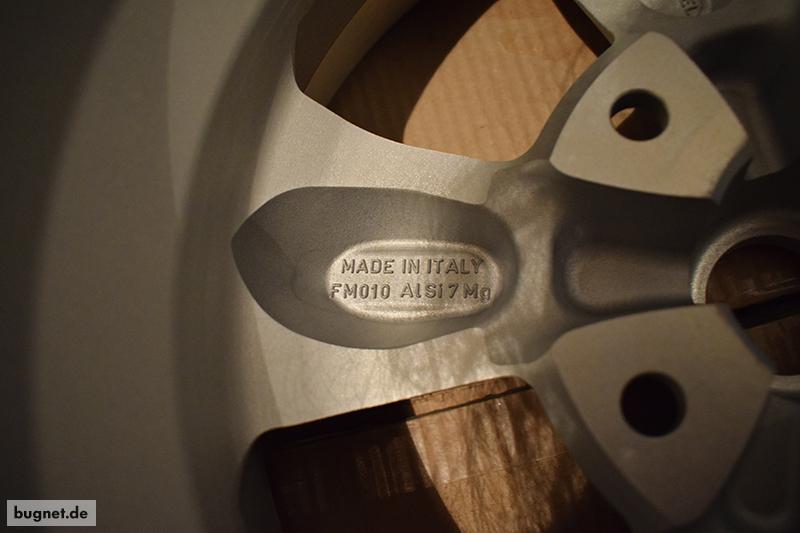 MADE IN ITALY
FM010 AlSi7Mg
bugnet.de